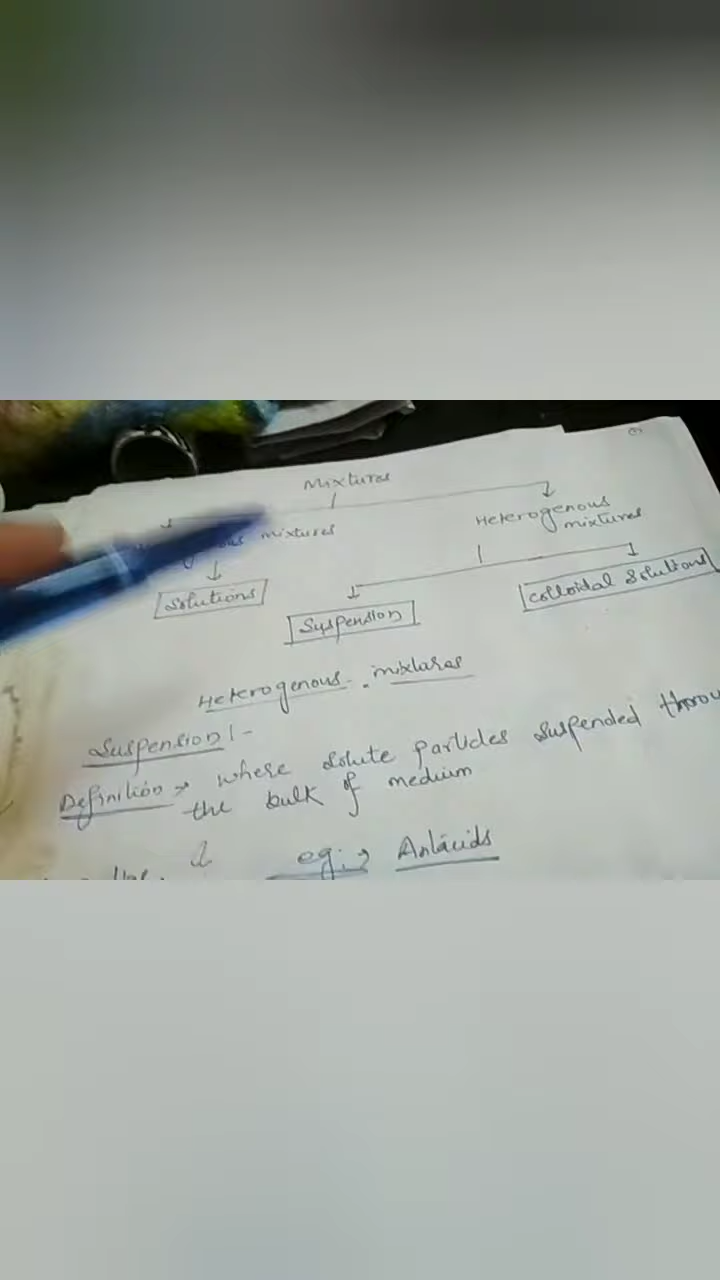 Mixtures
mixtures
Heterogenous
mixtures
Solutions
Suspension
Colloidal Solutions
Heterogenous mixtures
Suspension:-
Definition → where solute particles suspended throu
the bulk of medium
eg:→ Antacids